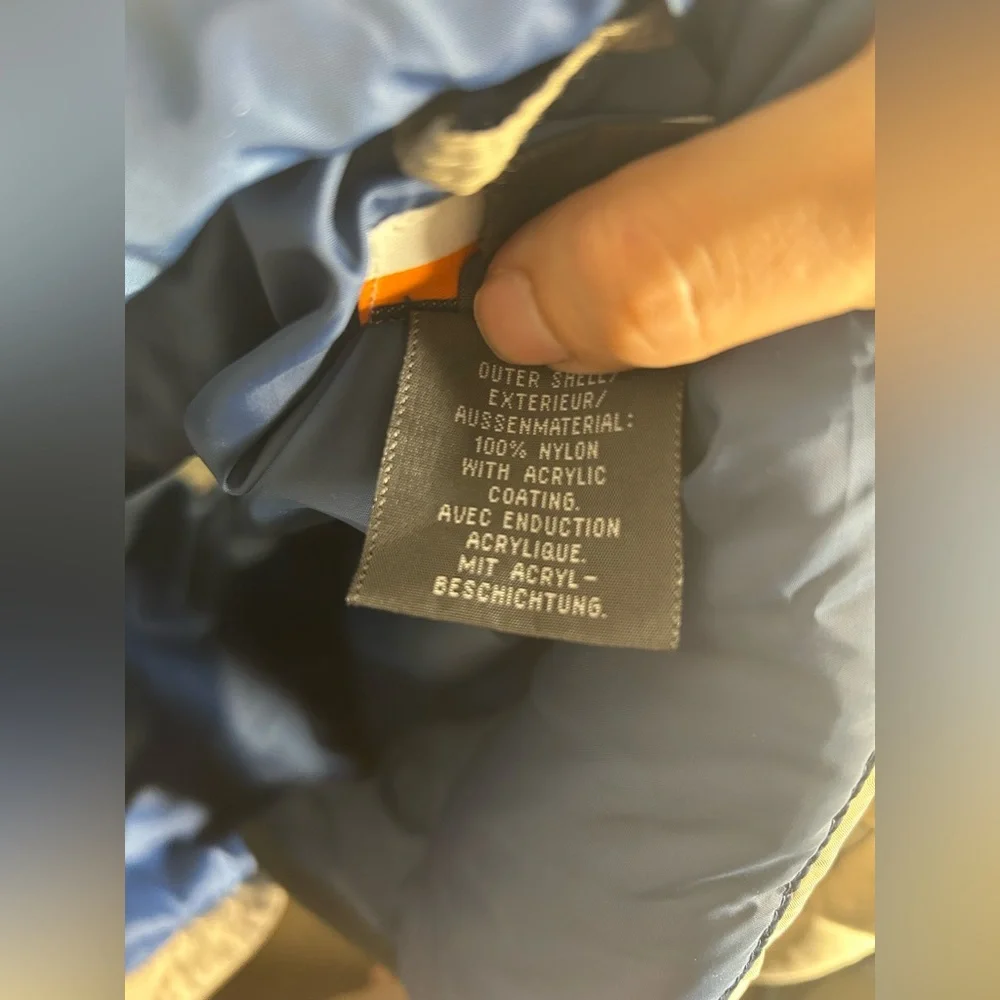 OUTER SHELL/
EXTERIEUR/
AUSSENMATERIAL:
100% NYLON
WITH ACRYLIC
COATING.
AVEC ENDUCTION
ACRYLIQUE.
MIT ACRYL-
BESCHICHTUNG.